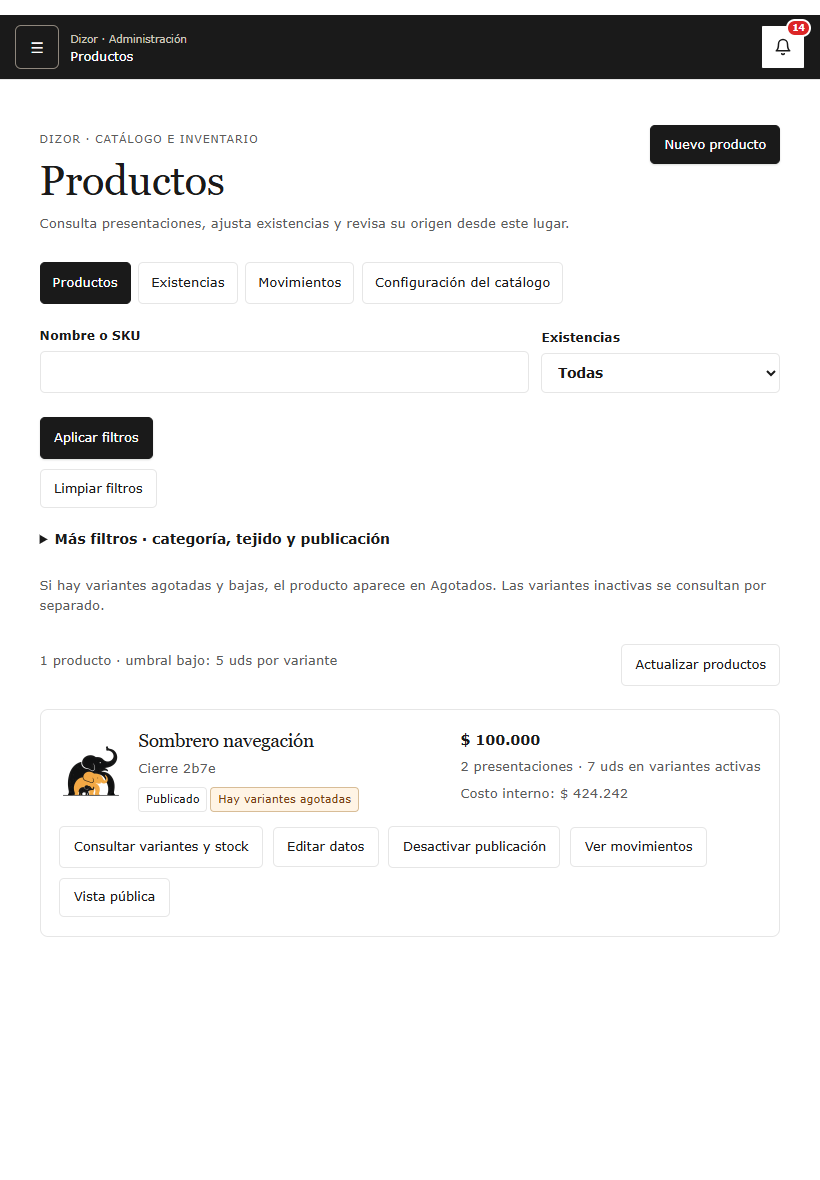 ☰
Dizor · Administración
Productos
14
DIZOR · CATÁLOGO E INVENTARIO
Nuevo producto
Productos
Consulta presentaciones, ajusta existencias y revisa su origen desde este lugar.
Productos
Existencias
Movimientos
Configuración del catálogo
Nombre o SKU
Existencias
Todas
Aplicar filtros
Limpiar filtros
▶ Más filtros · categoría, tejido y publicación
Si hay variantes agotadas y bajas, el producto aparece en Agotados. Las variantes inactivas se consultan por
separado.
1 producto · umbral bajo: 5 uds por variante
Actualizar productos
Sombrero navegación
Cierre 2b7e
Publicado
Hay variantes agotadas
$ 100.000
2 presentaciones · 7 uds en variantes activas
Costo interno: $ 424.242
Consultar variantes y stock
Editar datos
Desactivar publicación
Ver movimientos
Vista pública